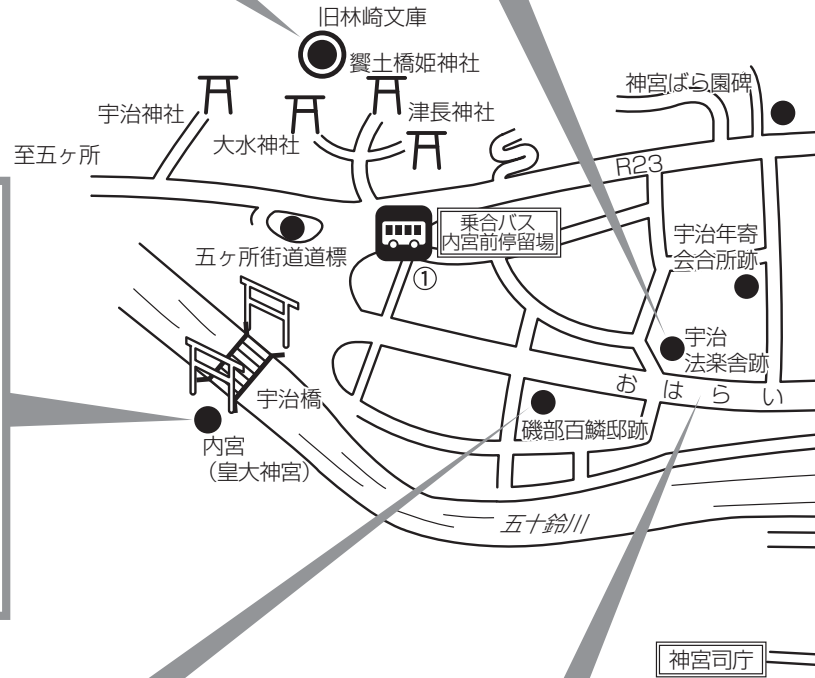 旧林崎文庫
饗土橋姫神社
神宮ばら園碑
宇治神社
津長神社
大水神社
至五ヶ所
R23
乗合バス
内宮前停留場
宇治年寄
会合所跡
五ヶ所街道道標
①
宇治
法楽舎跡
おはらい
宇治橋
磯部百鱗邸跡
内宮
（皇大神宮）
五十鈴川
神宮司庁